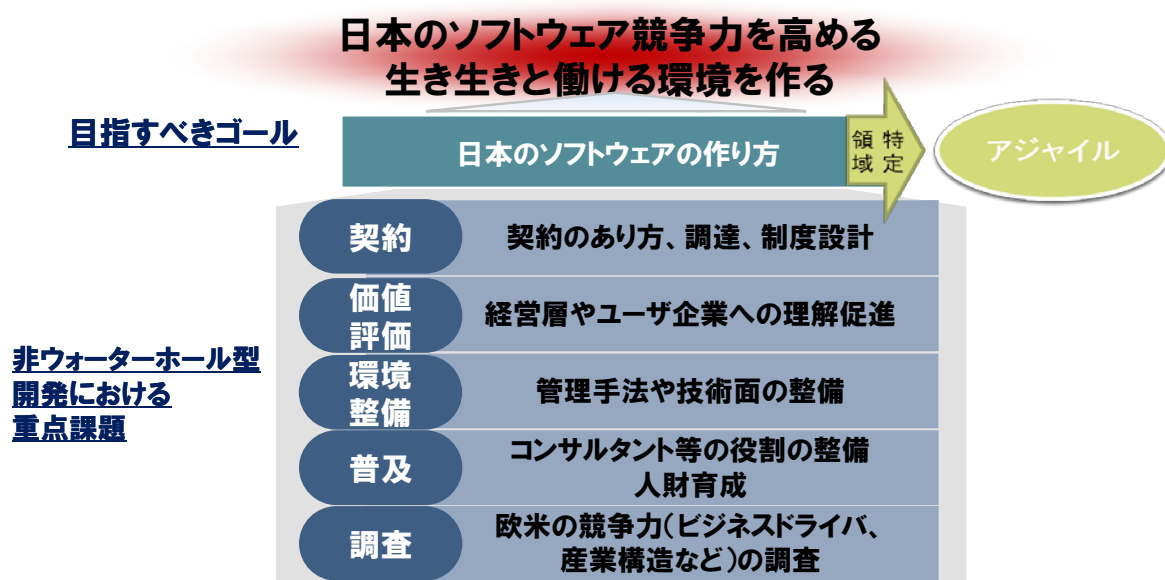 日本のソフトウェア競争力を高める
生き生きと働ける環境を作る
目指すべきゴール
日本のソフトウェアの作り方
特定
領域
アジャイル
非ウォーターホール型
開発における
重点課題
契約
契約のあり方、調達、制度設計
価値
評価
経営層やユーザ企業への理解促進
環境
整備
管理手法や技術面の整備
普及
コンサルタント等の役割の整備
人財育成
調査
欧米の競争力(ビジネスドライバ、
産業構造など)の調査